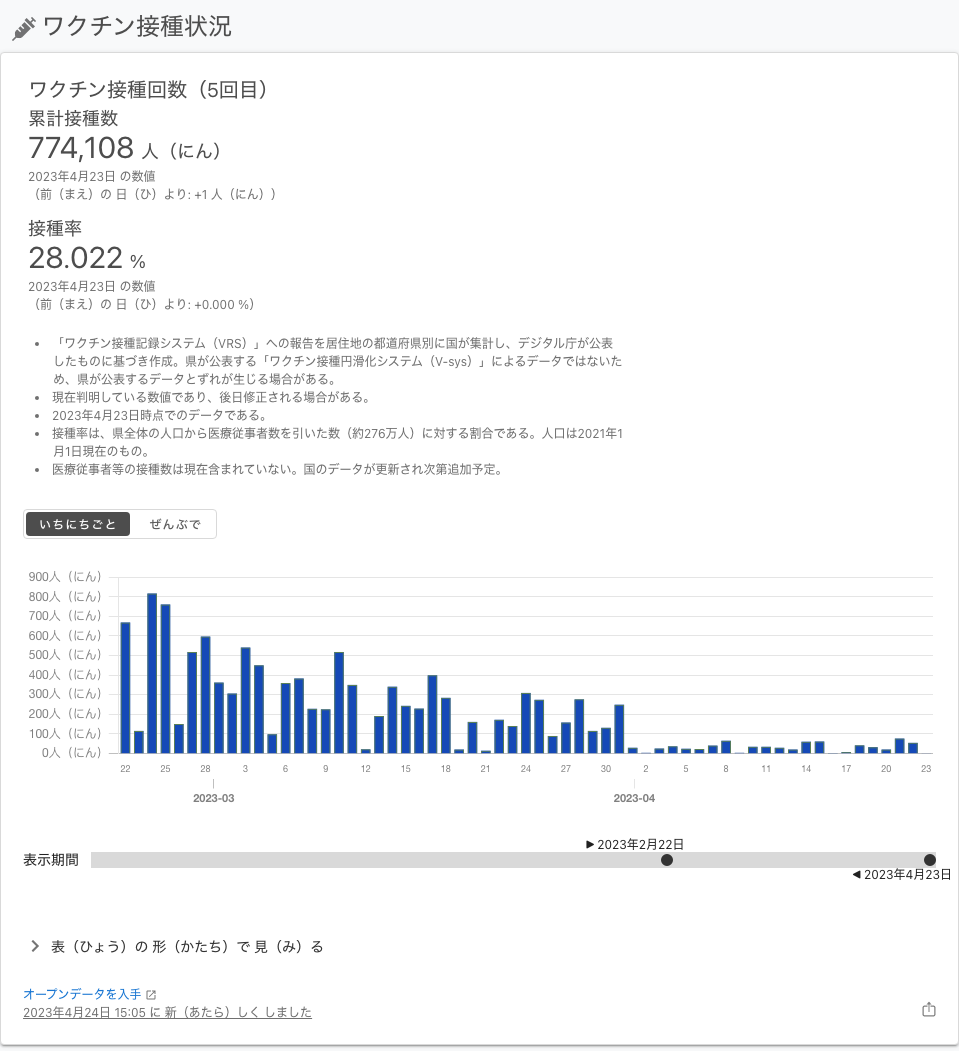 ワクチン接種状況
ワクチン接種回数（5回目）
累計接種数
774,108 人（にん）
2023年4月23日 の数値
（前（まえ）の 日（ひ）より: +1 人（にん））
接種率
28.022 %
2023年4月23日 の数値
（前（まえ）の 日（ひ）より: +0.000 %）
• 「ワクチン接種記録システム（VRS）」への報告を居住地の都道府県別に国が集計し、デジタル庁が公表
したものに基づき作成。県が公表する「ワクチン接種円滑化システム（V-sys）」によるデータではないた
め、県が公表するデータとずれが生じる場合がある。
• 現在判明している数値であり、後日修正される場合がある。
• 2023年4月23日時点でのデータである。
• 接種率は、県全体の人口から医療従事者数を引いた数（約276万人）に対する割合である。人口は2021年1
月1日現在のもの。
• 医療従事者等の接種数は現在含まれていない。国のデータが更新され次第追加予定。
いちにちごと ぜんぶで
900人（にん）
800人（にん）
700人（にん）
600人（にん）
500人（にん）
400人（にん）
300人（にん）
200人（にん）
100人（にん）
0人（にん）
22 25 28 3 6 9 12 15 18 21 24 27 30 2 5 8 11 14 17 20 23
2023-03 2023-04
▶ 2023年2月22日
表示期間
◀ 2023年4月23日
表（ひょう）の 形（かたち）で 見（み）る
オープンデータを入手
2023年4月24日 15:05 に 新（あたら）しく しました